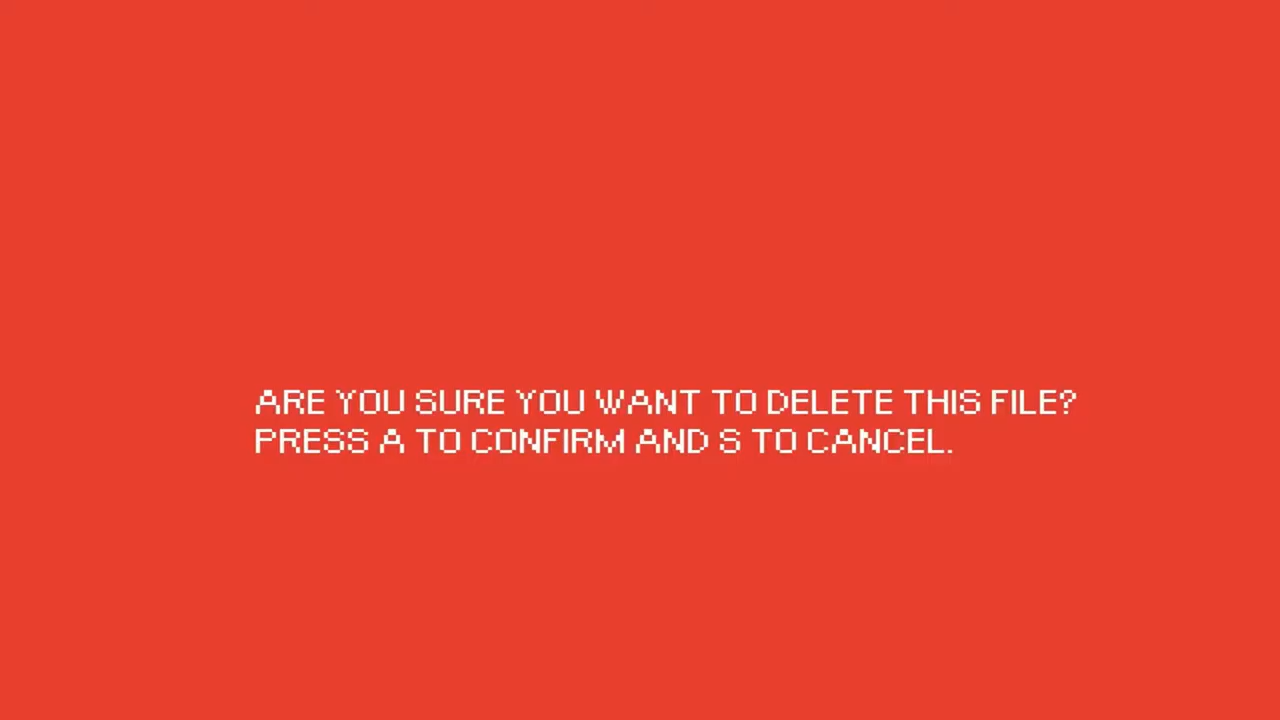 ARE YOU SURE YOU WANT TO DELETE THIS FILE?
PRESS A TO CONFIRM AND S TO CANCEL.